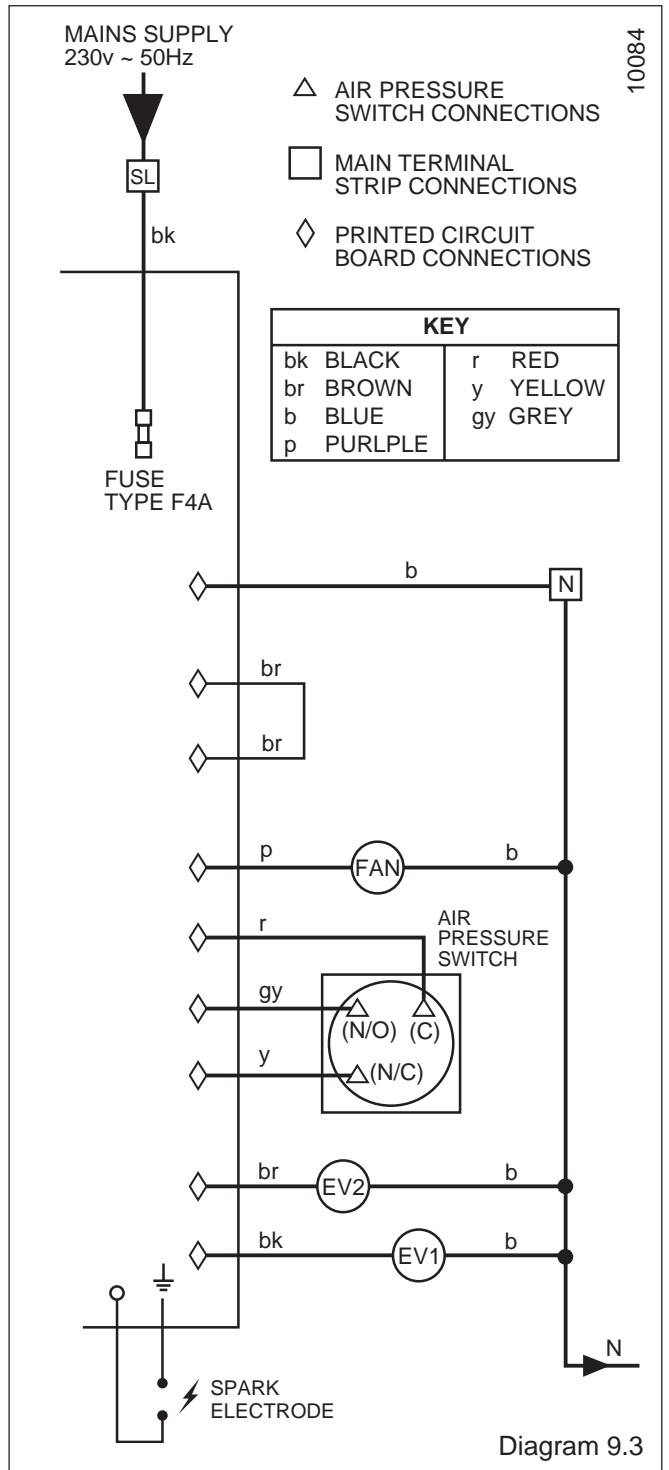 MAINS SUPPLY
230v ~ 50Hz
10084
AIR PRESSURE
SWITCH CONNECTIONS
SL
MAIN TERMINAL
STRIP CONNECTIONS
bk
PRINTED CIRCUIT
BOARD CONNECTIONS
KEY
bk BLACK r RED
br BROWN y YELLOW
b BLUE gy GREY
p PURLPLE
FUSE
TYPE F4A
b
N
br
br
p FAN b
r
AIR
PRESSURE
SWITCH
gy
(N/O) (C)
y
(N/C)
br EV2 b
bk EV1 b
N
SPARK
ELECTRODE
Diagram 9.3